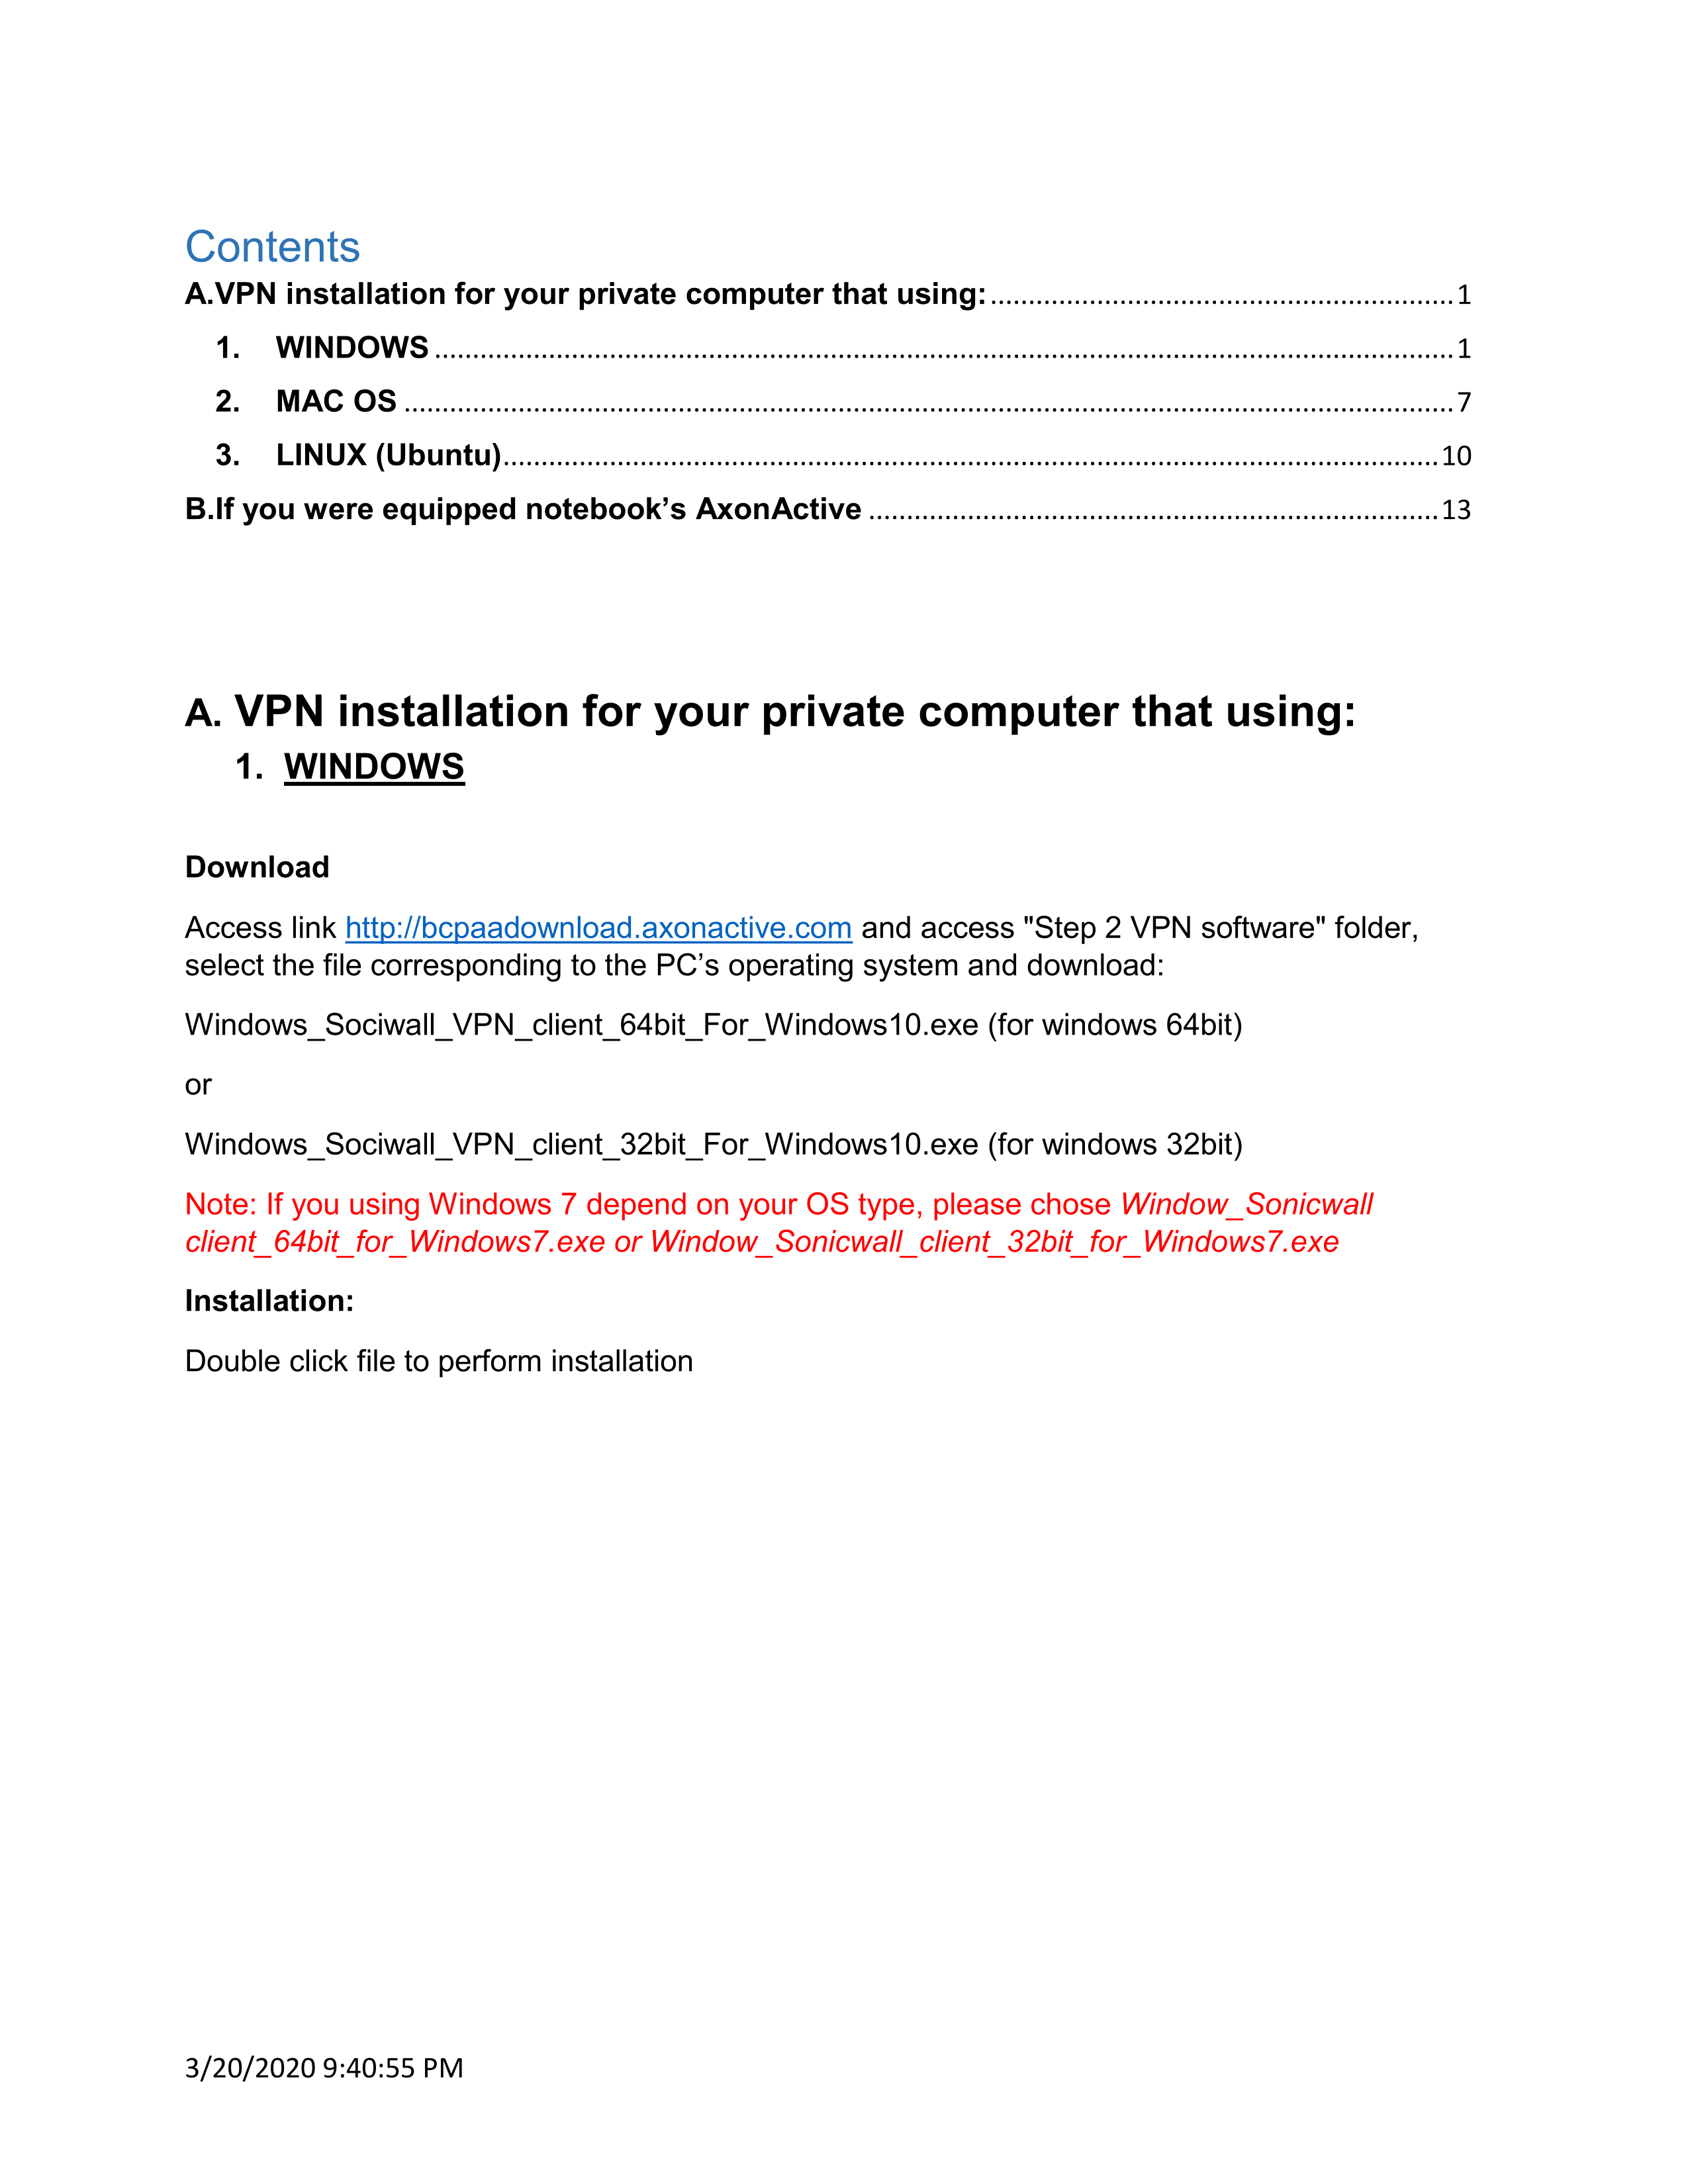 Contents
A.VPN installation for your private computer that using: 1
1. WINDOWS 1
2. MAC OS 7
3. LINUX (Ubuntu) 10
B.If you were equipped notebook’s AxonActive 13
A. VPN installation for your private computer that using:
1. WINDOWS
Download
Access link http://bcpaadownload.axonactive.com and access "Step 2 VPN software" folder,
select the file corresponding to the PC’s operating system and download:
Windows_Sociwall_VPN_client_64bit_For_Windows10.exe (for windows 64bit)
or
Windows_Sociwall_VPN_client_32bit_For_Windows10.exe (for windows 32bit)
Note: If you using Windows 7 depend on your OS type, please chose Window_Sonicwall
client_64bit_for_Windows7.exe or Window_Sonicwall_client_32bit_for_Windows7.exe
Installation:
Double click file to perform installation
3/20/2020 9:40:55 PM